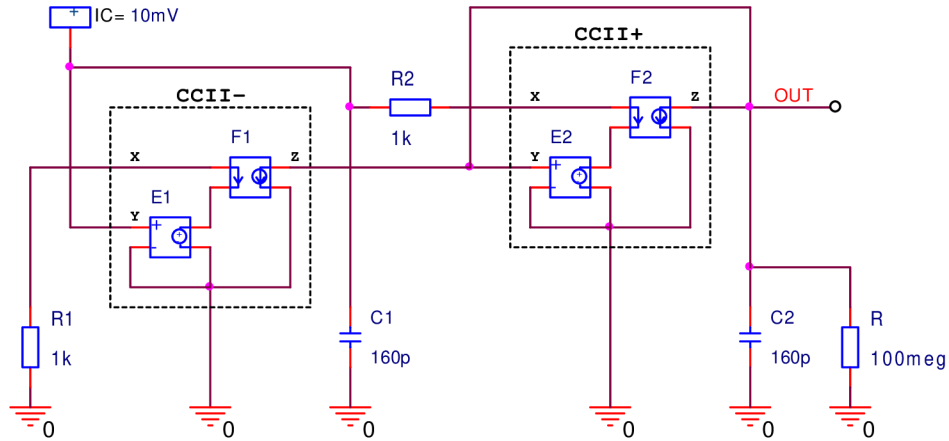 IC= 10mV
CCII+
CCII-
R2
1k
X
F2
Z
OUT
X
F1
Z
Y
E2
E1
Y
R1
1k
C1
160p
C2
160p
R
100meg
0
0
0
0
0
0